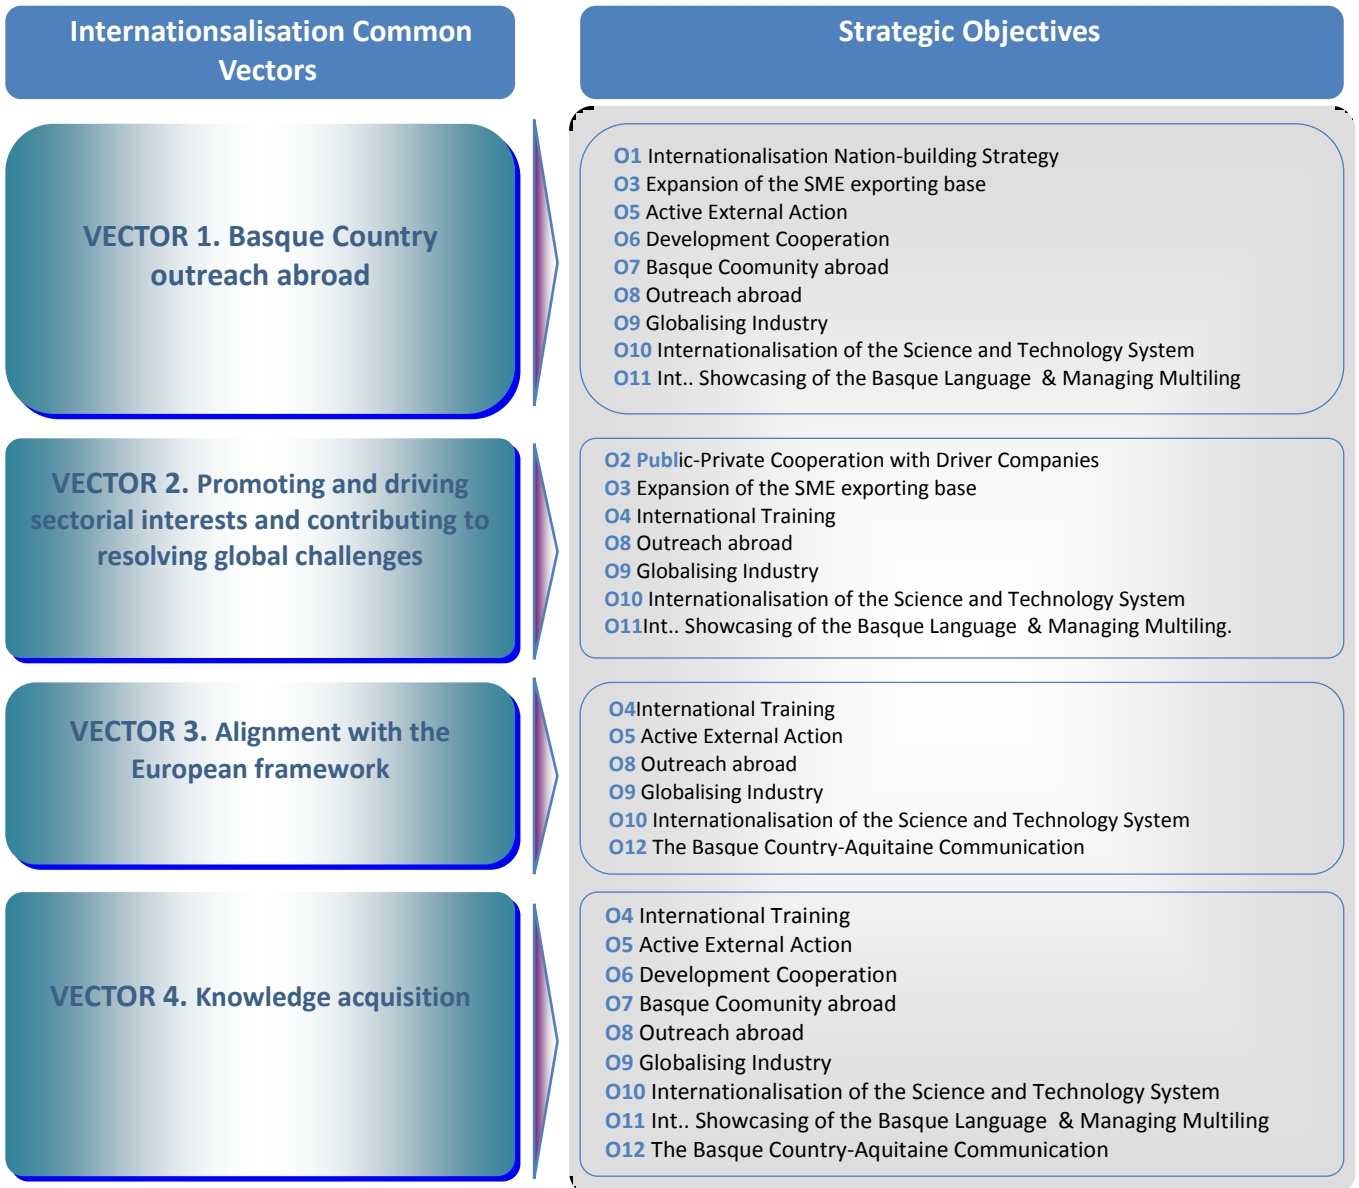 Internationsalisation Common
Vectors
Strategic Objectives
VECTOR 1. Basque Country
outreach abroad
O1 Internationalisation Nation-building Strategy
O3 Expansion of the SME exporting base
O5 Active External Action
O6 Development Cooperation
O7 Basque Coomunity abroad
O8 Outreach abroad
O9 Globalising Industry
O10 Internationalisation of the Science and Technology System
O11 Int.. Showcasing of the Basque Language & Managing Multiling
VECTOR 2. Promoting and driving
sectorial interests and contributing to
resolving global challenges
O2 Public-Private Cooperation with Driver Companies
O3 Expansion of the SME exporting base
O4 International Training
O8 Outreach abroad
O9 Globalising Industry
O10 Internationalisation of the Science and Technology System
O11Int.. Showcasing of the Basque Language & Managing Multiling.
VECTOR 3. Alignment with the
European framework
O4International Training
O5 Active External Action
O8 Outreach abroad
O9 Globalising Industry
O10 Internationalisation of the Science and Technology System
O12 The Basque Country-Aquitaine Communication
VECTOR 4. Knowledge acquisition
O4 International Training
O5 Active External Action
O6 Development Cooperation
O7 Basque Coomunity abroad
O8 Outreach abroad
O9 Globalising Industry
O10 Internationalisation of the Science and Technology System
O11 Int.. Showcasing of the Basque Language & Managing Multiling
O12 The Basque Country-Aquitaine Communication